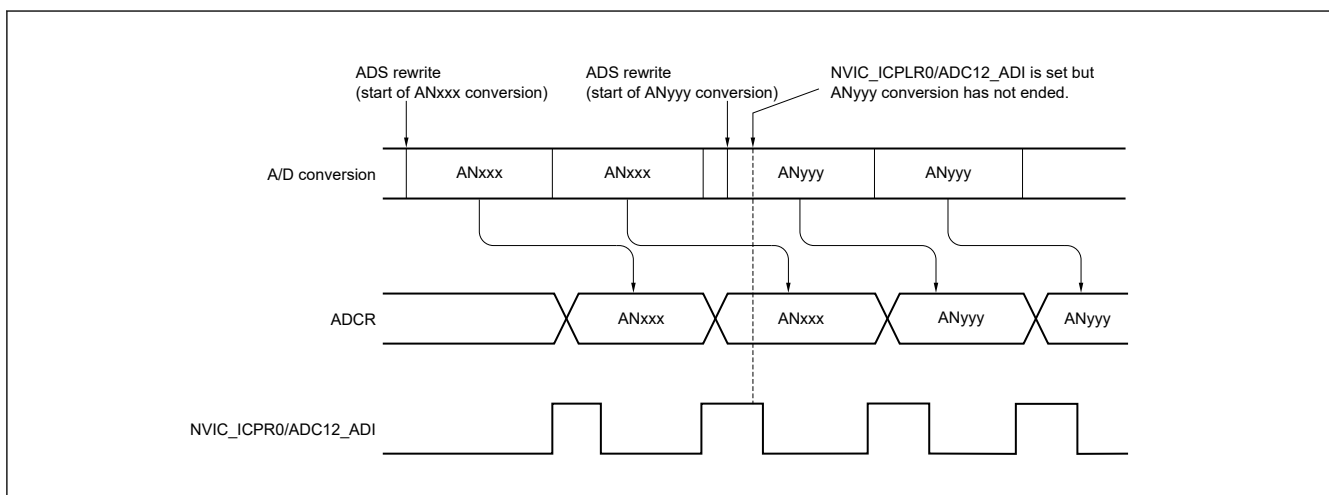 ADS rewrite
(start of ANxxx conversion)
ADS rewrite
(start of ANyyy conversion)
NVIC_ICPLR0/ADC12_ADI is set but
ANyyy conversion has not ended.
A/D conversion
ANxxx
ANxxx
ANyyy
ANyyy
ADCR
ANxxx
ANxxx
ANyyy
ANyyy
NVIC_ICPR0/ADC12_ADI